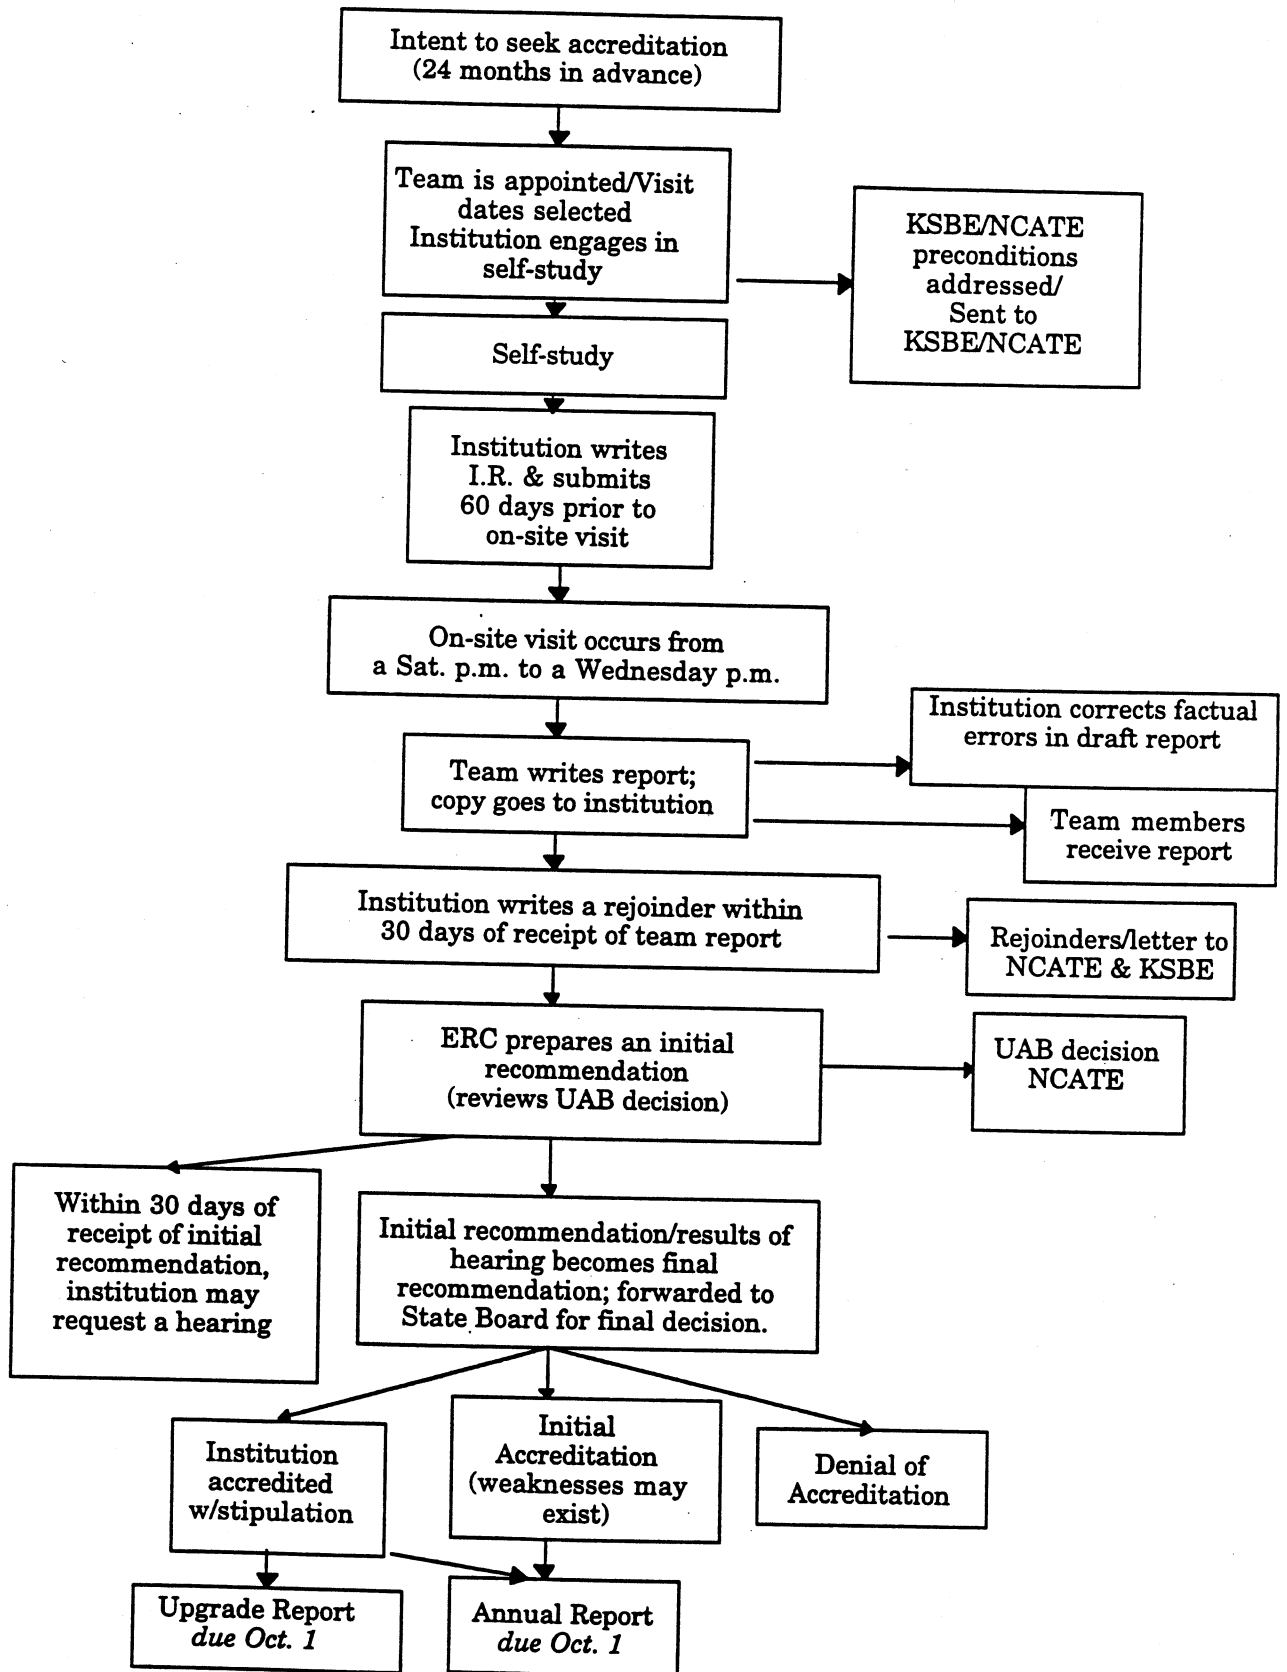 Intent to seek accreditation
(24 months in advance)
Team is appointed/Visit
dates selected
Institution engages in
self-study
KSBE/NCATE
preconditions
addressed/
Sent to
KSBE/NCATE
Self-study
Institution writes
I.R. & submits
60 days prior to
on-site visit
On-site visit occurs from
a Sat. p.m. to a Wednesday p.m.
Institution corrects factual
errors in draft report
Team writes report;
copy goes to institution
Team members
receive report
Institution writes a rejoinder within
30 days of receipt of team report
Rejoinders/letter to
NCATE & KSBE
ERC prepares an initial
recommendation
(reviews UAB decision)
UAB decision
NCATE
Within 30 days of
receipt of initial
recommendation,
institution may
request a hearing
Initial recommendation/results of
hearing becomes final
recommendation; forwarded to
State Board for final decision.
Institution
accredited
w/stipulation
Initial
Accreditation
(weaknesses may
exist)
Denial of
Accreditation
Upgrade Report
due Oct. 1
Annual Report
due Oct. 1